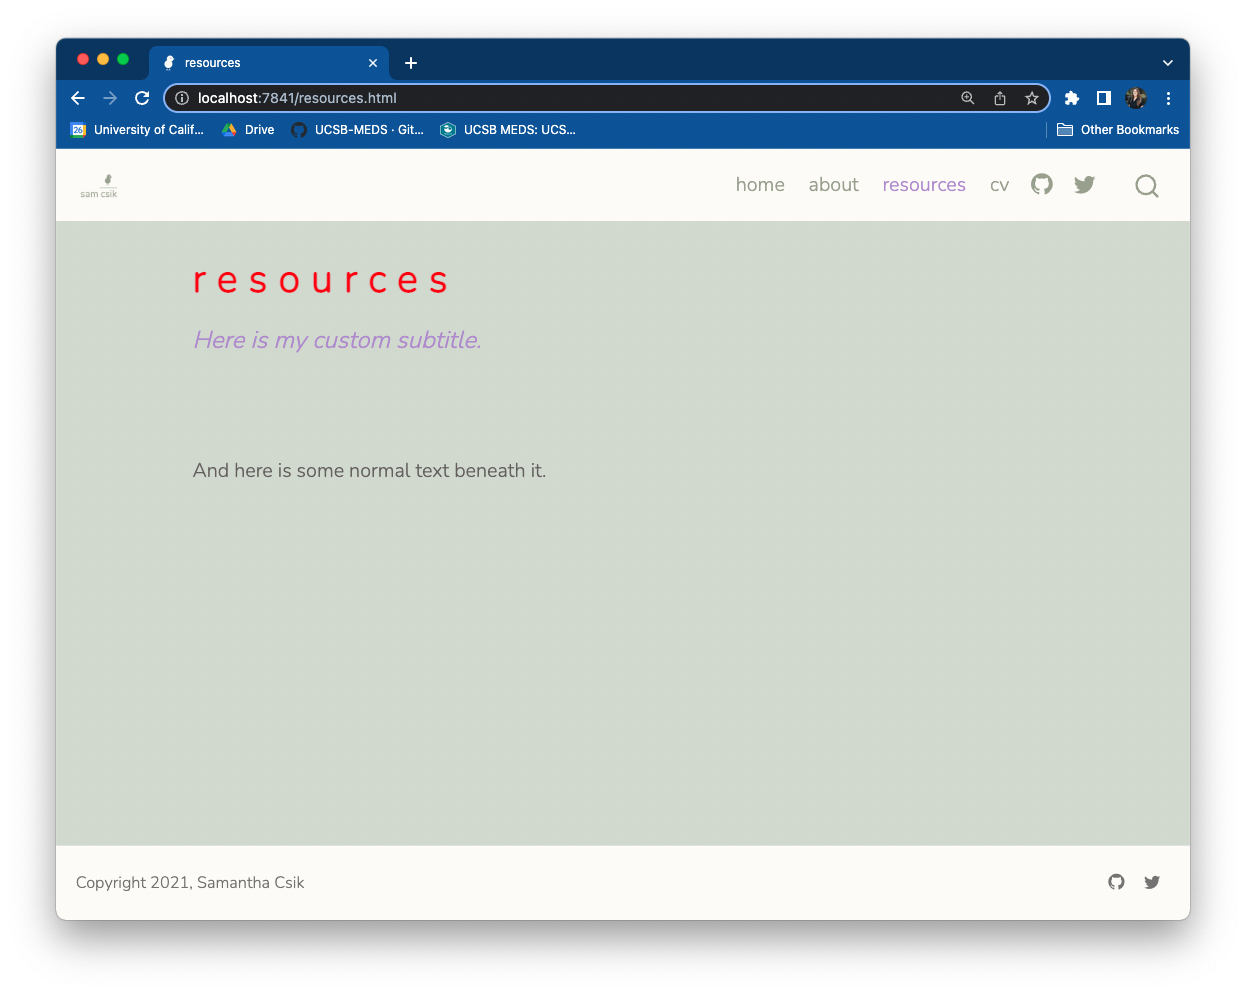 resources
localhost:7841/resources.html
26 University of Calif... Drive UCSB-MEDS · Git... UCSB MEDS: UCS... Other Bookmarks
sam csik
home about resources cv
resources
Here is my custom subtitle.
And here is some normal text beneath it.
Copyright 2021, Samantha Csik